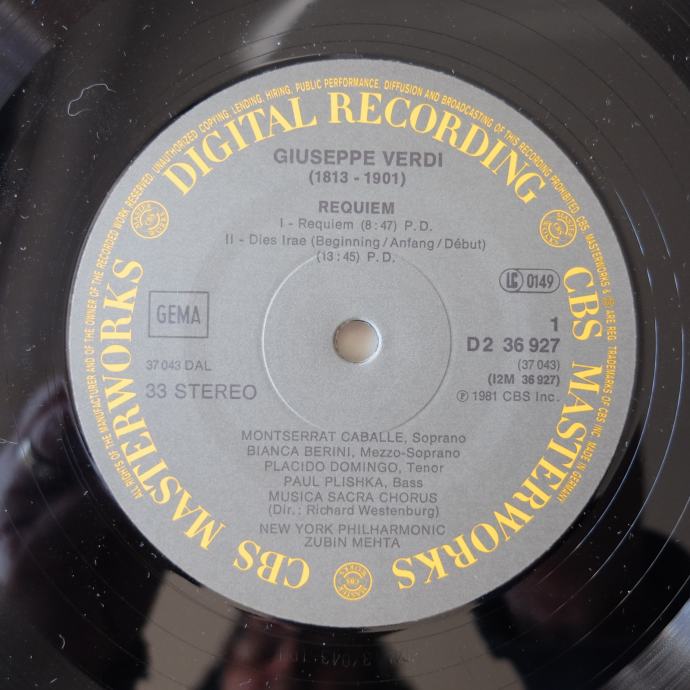 ALL RIGHTS OF THE MANUFACTURER AND OF THE OWNER OF THE RECORDED WORK RESERVED. UNAUTHORIZED COPYING, LENDING, HIRING, PUBLIC PERFORMANCE, DIFFUSION AND BROADCASTING OF THIS RECORDING PROHIBITED. CBS, MASTERWORKS & ARE REG. TRADEMARKS OF CBS INC. MADE IN GERMANY
DIGITAL RECORDING
GIUSEPPE VERDI
(1813 - 1901)
REQUIEM
I - Requiem (8:47) P.D.
II - Dies Irae (Beginning/Anfang/Début)
(13:45) P.D.
LC 0149
GEMA
1
D2 36 927
37 043 DAL
(37 043)
33 STEREO
(I2M 36 927)
℗ 1981 CBS Inc.
MONTSERRAT CABALLE, Soprano
BIANCA BERINI, Mezzo-Soprano
PLACIDO DOMINGO, Tenor
PAUL PLISHKA, Bass
MUSICA SACRA CHORUS
(Dir.: Richard Westenburg)
NEW YORK PHILHARMONIC
ZUBIN MEHTA
CBS MASTERWORKS
CBS MASTERWORKS